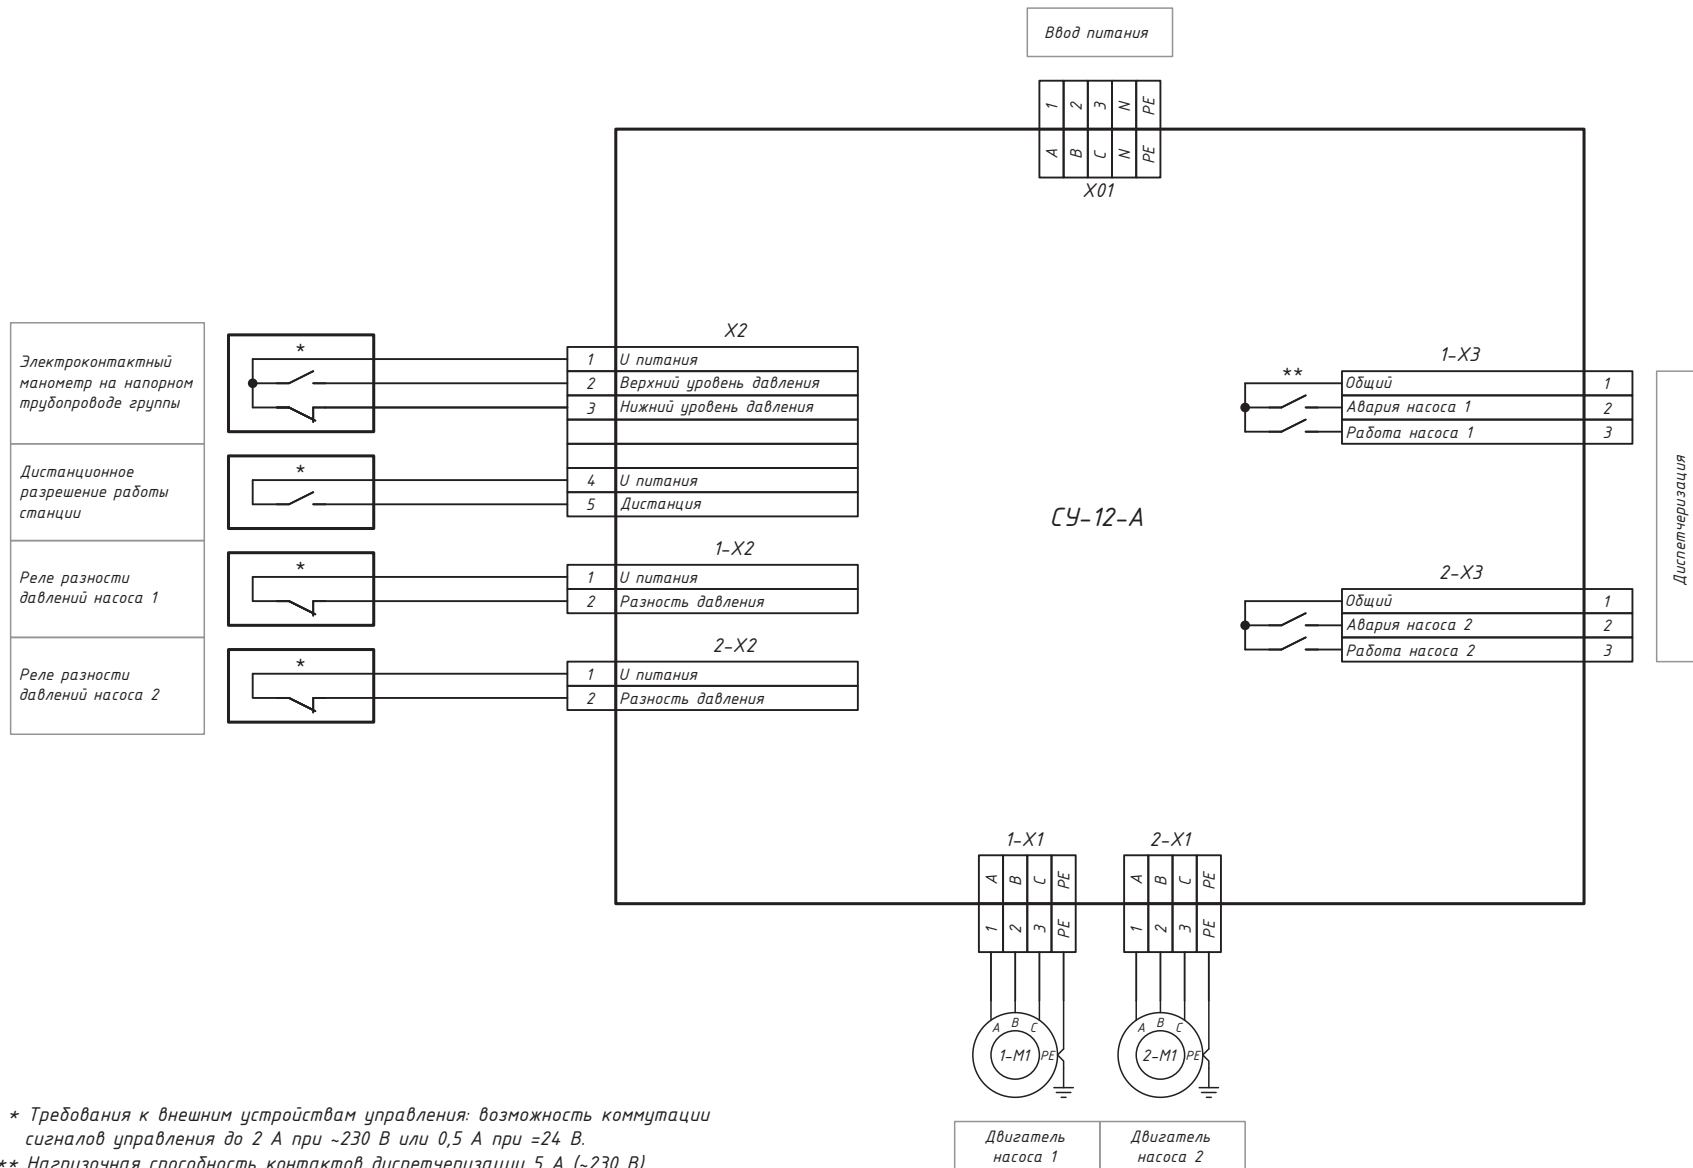 Ввод питания
1 2 3 N PE
A B C N PE
X01
Электроконтактный
манометр на напорном
трубопроводе группы
*
X2
1 U питания
2 Верхний уровень давления
3 Нижний уровень давления
4 U питания
5 Дистанция
Дистанционное
разрешение работы
станции
*
1-X2
1 U питания
2 Разность давления
Реле разности
давлений насоса 1
*
2-X2
1 U питания
2 Разность давления
Реле разности
давлений насоса 2
*
СУ-12-А
1-X3
**
Общий 1
Авария насоса 1 2
Работа насоса 1 3
2-X3
Общий 1
Авария насоса 2 2
Работа насоса 2 3
Диспетчеризация
1-X1
A B C PE
1 2 3 PE
A B C
1-M1 PE
2-X1
A B C PE
1 2 3 PE
A B C
2-M1 PE
Двигатель
насоса 1
Двигатель
насоса 2
* Требования к внешним устройствам управления: возможность коммутации
сигналов управления до 2 А при ~230 В или 0,5 А при =24 В.
** Нагрузочная способность контактов диспетчеризации 5 А (~230 В)